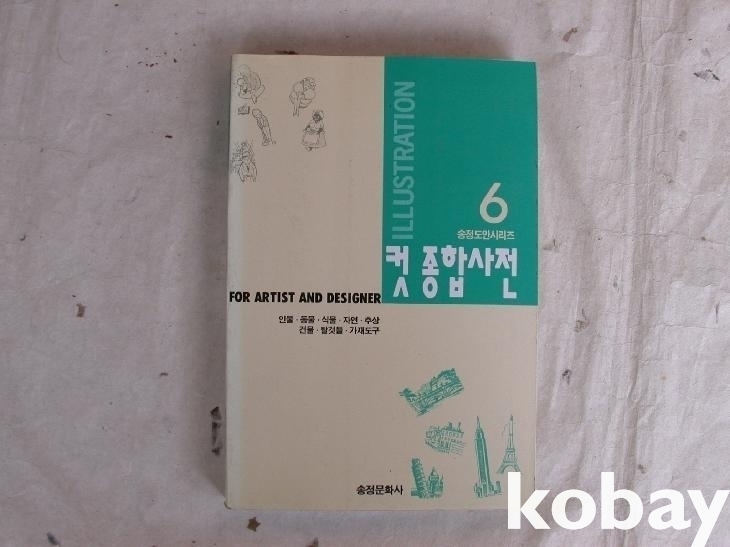 ILLUSTRATION
6
송정도안시리즈
컷 종합사전
FOR ARTIST AND DESIGNER
인물·동물·식물·자연·추상
건물·탈것들·가재도구
송정문화사
kobay